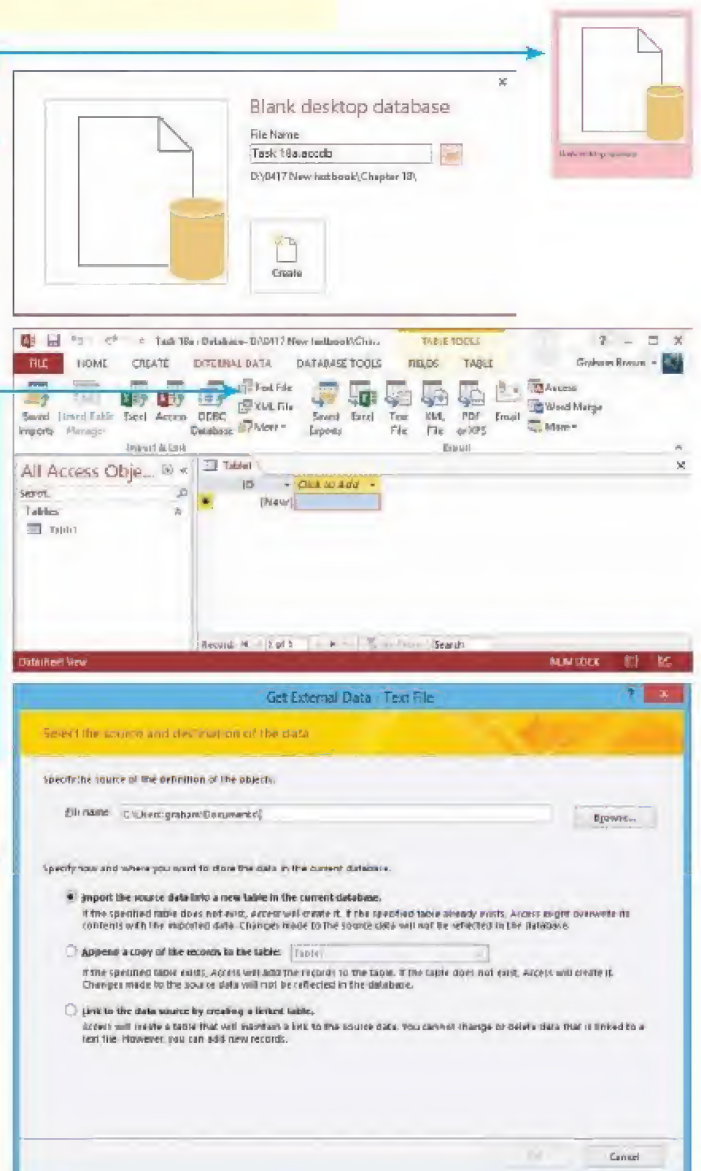 Blank desktop database
File Name
Task 18a.accdb
D:\0417 New textbook\Chapter 18\
Create
Blank desktop database
Task 18a : Database- D:\0417 New textbook\Cha...
TABLE TOOLS
FILE HOME CREATE EXTERNAL DATA DATABASE TOOLS FIELDS TABLE
Graham Brown
Saved Imports
Linked Table Manager
Excel
Access
ODBC Database
Text File
XML File
More
Saved Exports
Excel
Text File
XML File
PDF or XPS
Email
Access
Word Merge
More
Import & Link
Export
All Access Obje...
Search...
Tables
Table1
Table1
ID Click to Add
(New)
Record: 1 of 1
Search
Datasheet View
NUM LOCK
Get External Data - Text File
Select the source and destination of the data
Specify the source of the definition of the objects.
File name: C:\Users\graham\Documents\
Browse...
Specify how and where you want to store the data in the current database.
Import the source data into a new table in the current database.
If the specified table does not exist, Access will create it. If the specified table already exists, Access might overwrite its
contents with the imported data. Changes made to the source data will not be reflected in the database.
Append a copy of the records to the table: Table1
If the specified table exists, Access will add the records to the table. If the table does not exist, Access will create it.
Changes made to the source data will not be reflected in the database.
Link to the data source by creating a linked table.
Access will create a table that will maintain a link to the source data. You cannot change or delete data that is linked to a
text file. However, you can add new records.
Cancel